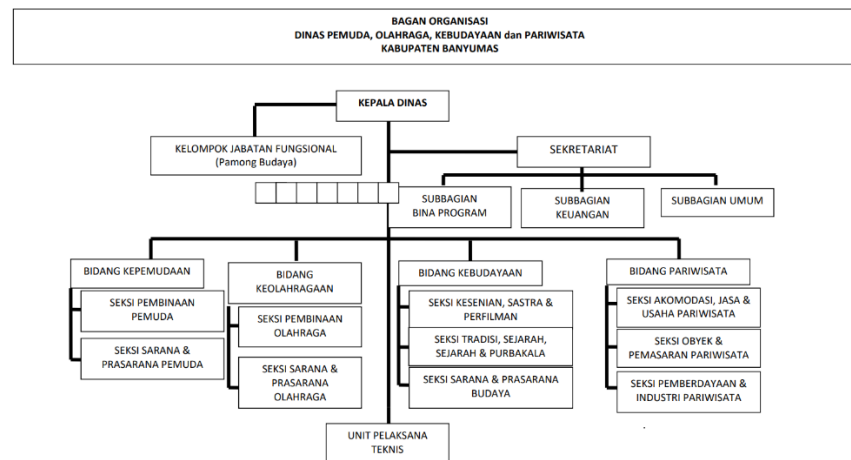 BAGAN ORGANISASI
DINAS PEMUDA, OLAHRAGA, KEBUDAYAAN dan PARIWISATA
KABUPATEN BANYUMAS
KEPALA DINAS
KELOMPOK JABATAN FUNGSIONAL
(Pamong Budaya)
SEKRETARIAT
SUBBAGIAN
BINA PROGRAM
SUBBAGIAN
KEUANGAN
SUBBAGIAN UMUM
BIDANG KEPEMUDAAN
SEKSI PEMBINAAN
PEMUDA
SEKSI SARANA &
PRASARANA PEMUDA
BIDANG
KEOLAHRAGAAN
SEKSI PEMBINAAN
OLAHRAGA
SEKSI SARANA &
PRASARANA
OLAHRAGA
BIDANG KEBUDAYAAN
SEKSI KESENIAN, SASTRA &
PERFILMAN
SEKSI TRADISI, SEJARAH,
SEJARAH & PURBAKALA
SEKSI SARANA & PRASARANA
BUDAYA
BIDANG PARIWISATA
SEKSI AKOMODASI, JASA &
USAHA PARIWISATA
SEKSI OBYEK &
PEMASARAN PARIWISATA
SEKSI PEMBERDAYAAN &
INDUSTRI PARIWISATA
UNIT PELAKSANA
TEKNIS